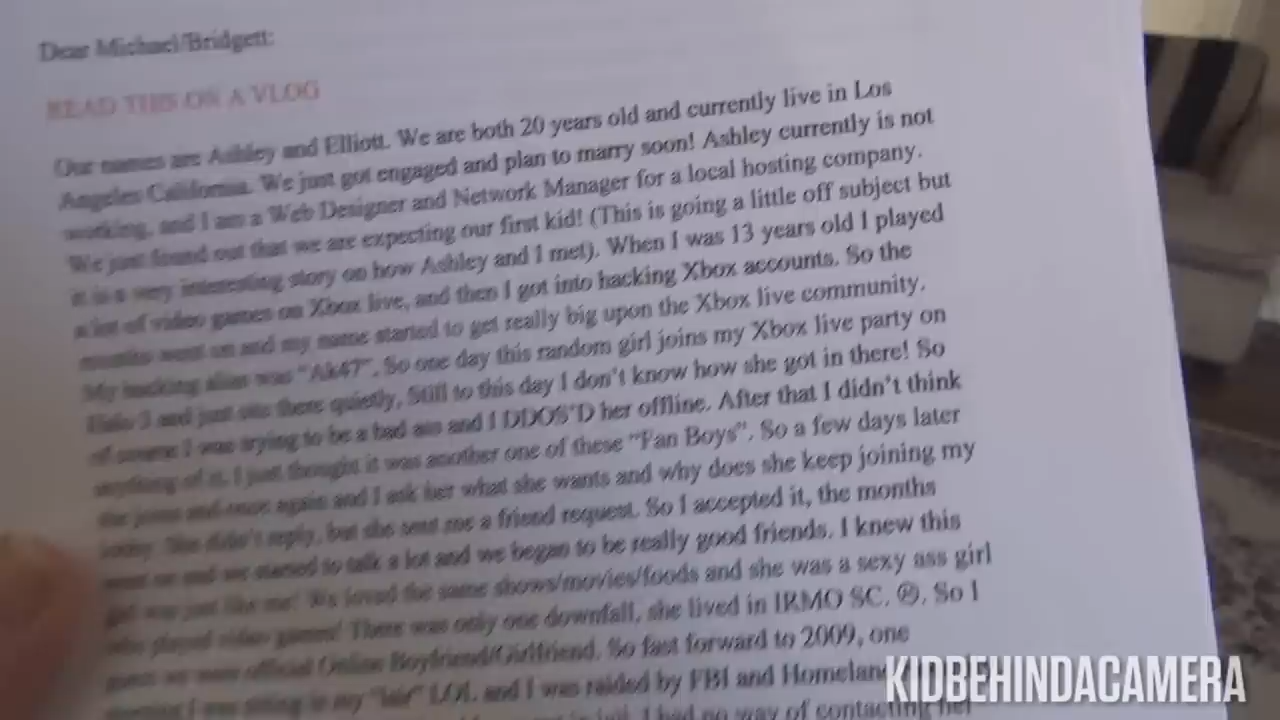 Dear Michael/Bridgett:
READ THIS ON A VLOG
Our names are Ashley and Elliott. We are both 20 years old and currently live in Los
Angeles California. We just got engaged and plan to marry soon! Ashley currently is not
working, and I am a Web Designer and Network Manager for a local hosting company.
We just found out that we are expecting our first kid! (This is going a little off subject but
it is a very interesting story on how Ashley and I met). When I was 13 years old I played
a lot of video games on Xbox live, and then I got into hacking Xbox accounts. So the
months went on and my name started to get really big upon the Xbox live community.
My hacking alias was "Ak47". So one day this random girl joins my Xbox live party on
Halo 3 and just sits there quietly, Still to this day I don't know how she got in there! So
of course I was trying to be a bad ass and I DDOS'D her offline. After that I didn't think
anything of it, I just thought it was another one of these "Fan Boys". So a few days later
she joins and once again and I ask her what she wants and why does she keep joining my
She didn't reply, but she sent me a friend request. So I accepted it, the months
went on and we started to talk a lot and we began to be really good friends. I knew this
girl was just like me! We loved the same shows/movies/foods and she was a sexy ass girl
who played video games! There was only one downfall, she lived in IRMO SC. ☹. So I
guess we were official Online Boyfriend/Girlfriend. So fast forward to 2009, one
I was sitting in my "lair" LOL and I was raided by FBI and Homeland
I had no way of contacting her
KIDBEHINDACAMERA